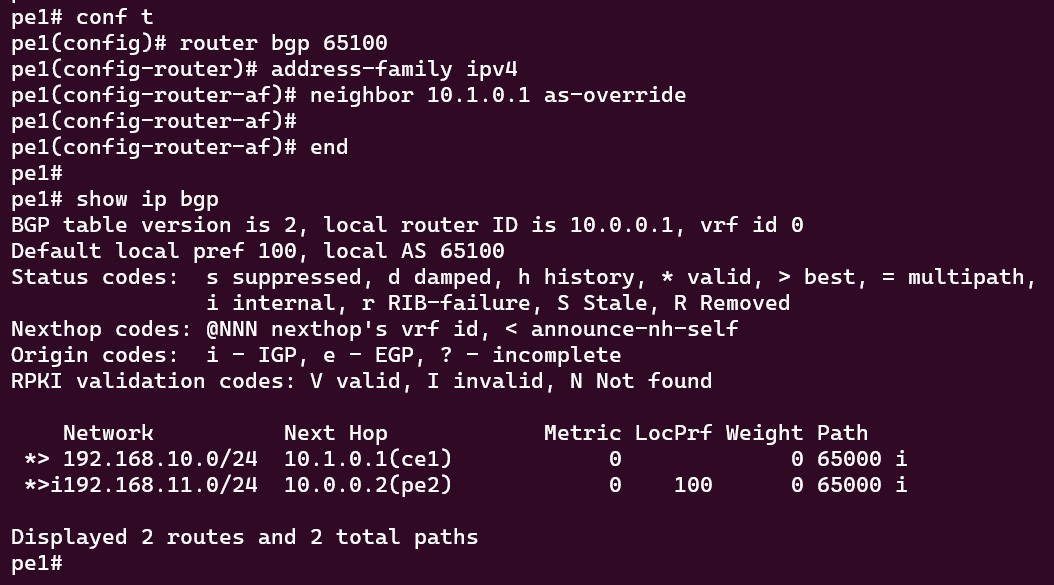 pe1# conf t
pe1(config)# router bgp 65100
pe1(config-router)# address-family ipv4
pe1(config-router-af)# neighbor 10.1.0.1 as-override
pe1(config-router-af)#
pe1(config-router-af)# end
pe1#
pe1# show ip bgp
BGP table version is 2, local router ID is 10.0.0.1, vrf id 0
Default local pref 100, local AS 65100
Status codes:  s suppressed, d damped, h history, * valid, > best, = multipath,
               i internal, r RIB-failure, S Stale, R Removed
Nexthop codes: @NNN nexthop's vrf id, < announce-nh-self
Origin codes:  i - IGP, e - EGP, ? - incomplete
RPKI validation codes: V valid, I invalid, N Not found

    Network          Next Hop            Metric LocPrf Weight Path
 *> 192.168.10.0/24  10.1.0.1(ce1)            0             0 65000 i
 *>i192.168.11.0/24  10.0.0.2(pe2)            0    100      0 65000 i

Displayed 2 routes and 2 total paths
pe1#